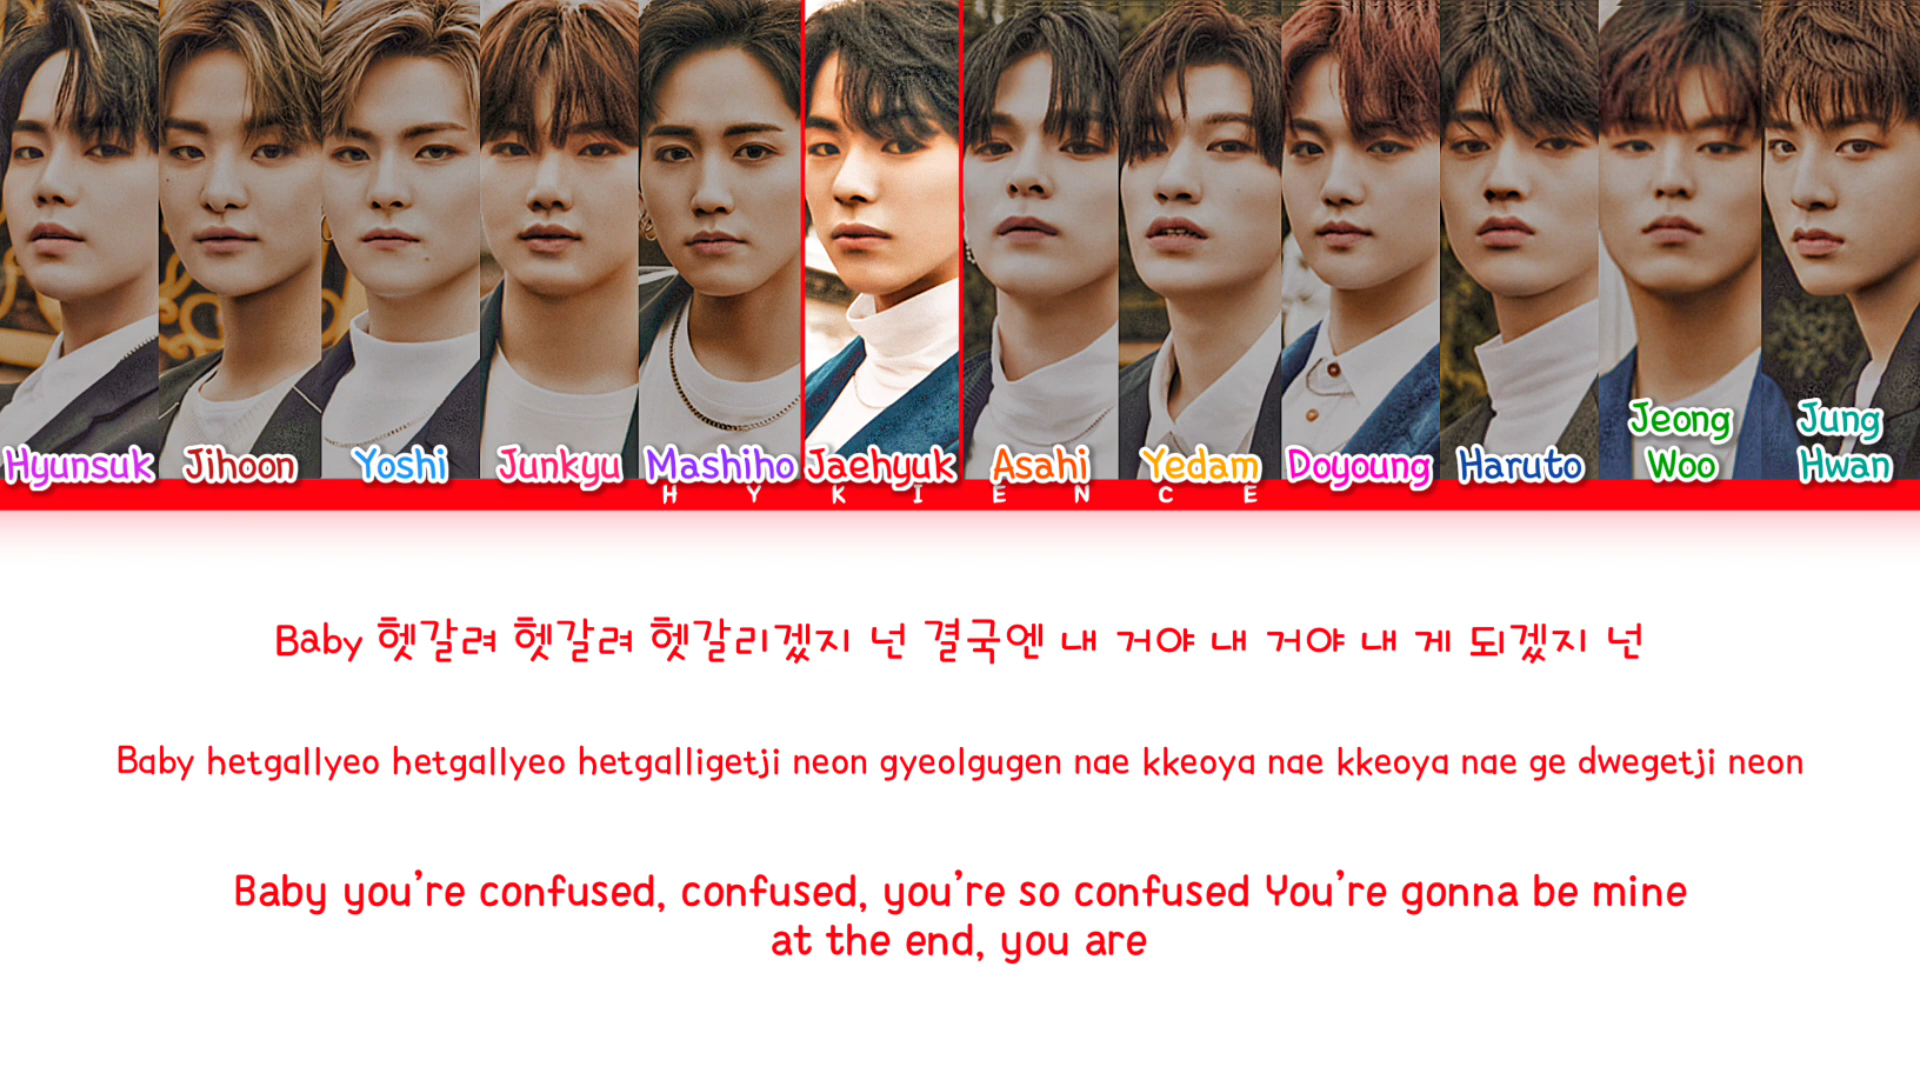 Jeong Jung
Hyunsuk Jihoon Yoshi Junkyu Mashiho Jaehyuk Asahi Yedam Doyoung Haruto Woo Hwan
H Y K I E N C E
Baby 헷갈려 헷갈려 헷갈리겠지 넌 결국엔 내 거야 내 거야 내 게 되겠지 넌
Baby hetgallyeo hetgallyeo hetgalligetji neon gyeolgugen nae kkeoya nae kkeoya nae ge dwegetji neon
Baby you're confused, confused, you're so confused You're gonna be mine
at the end, you are